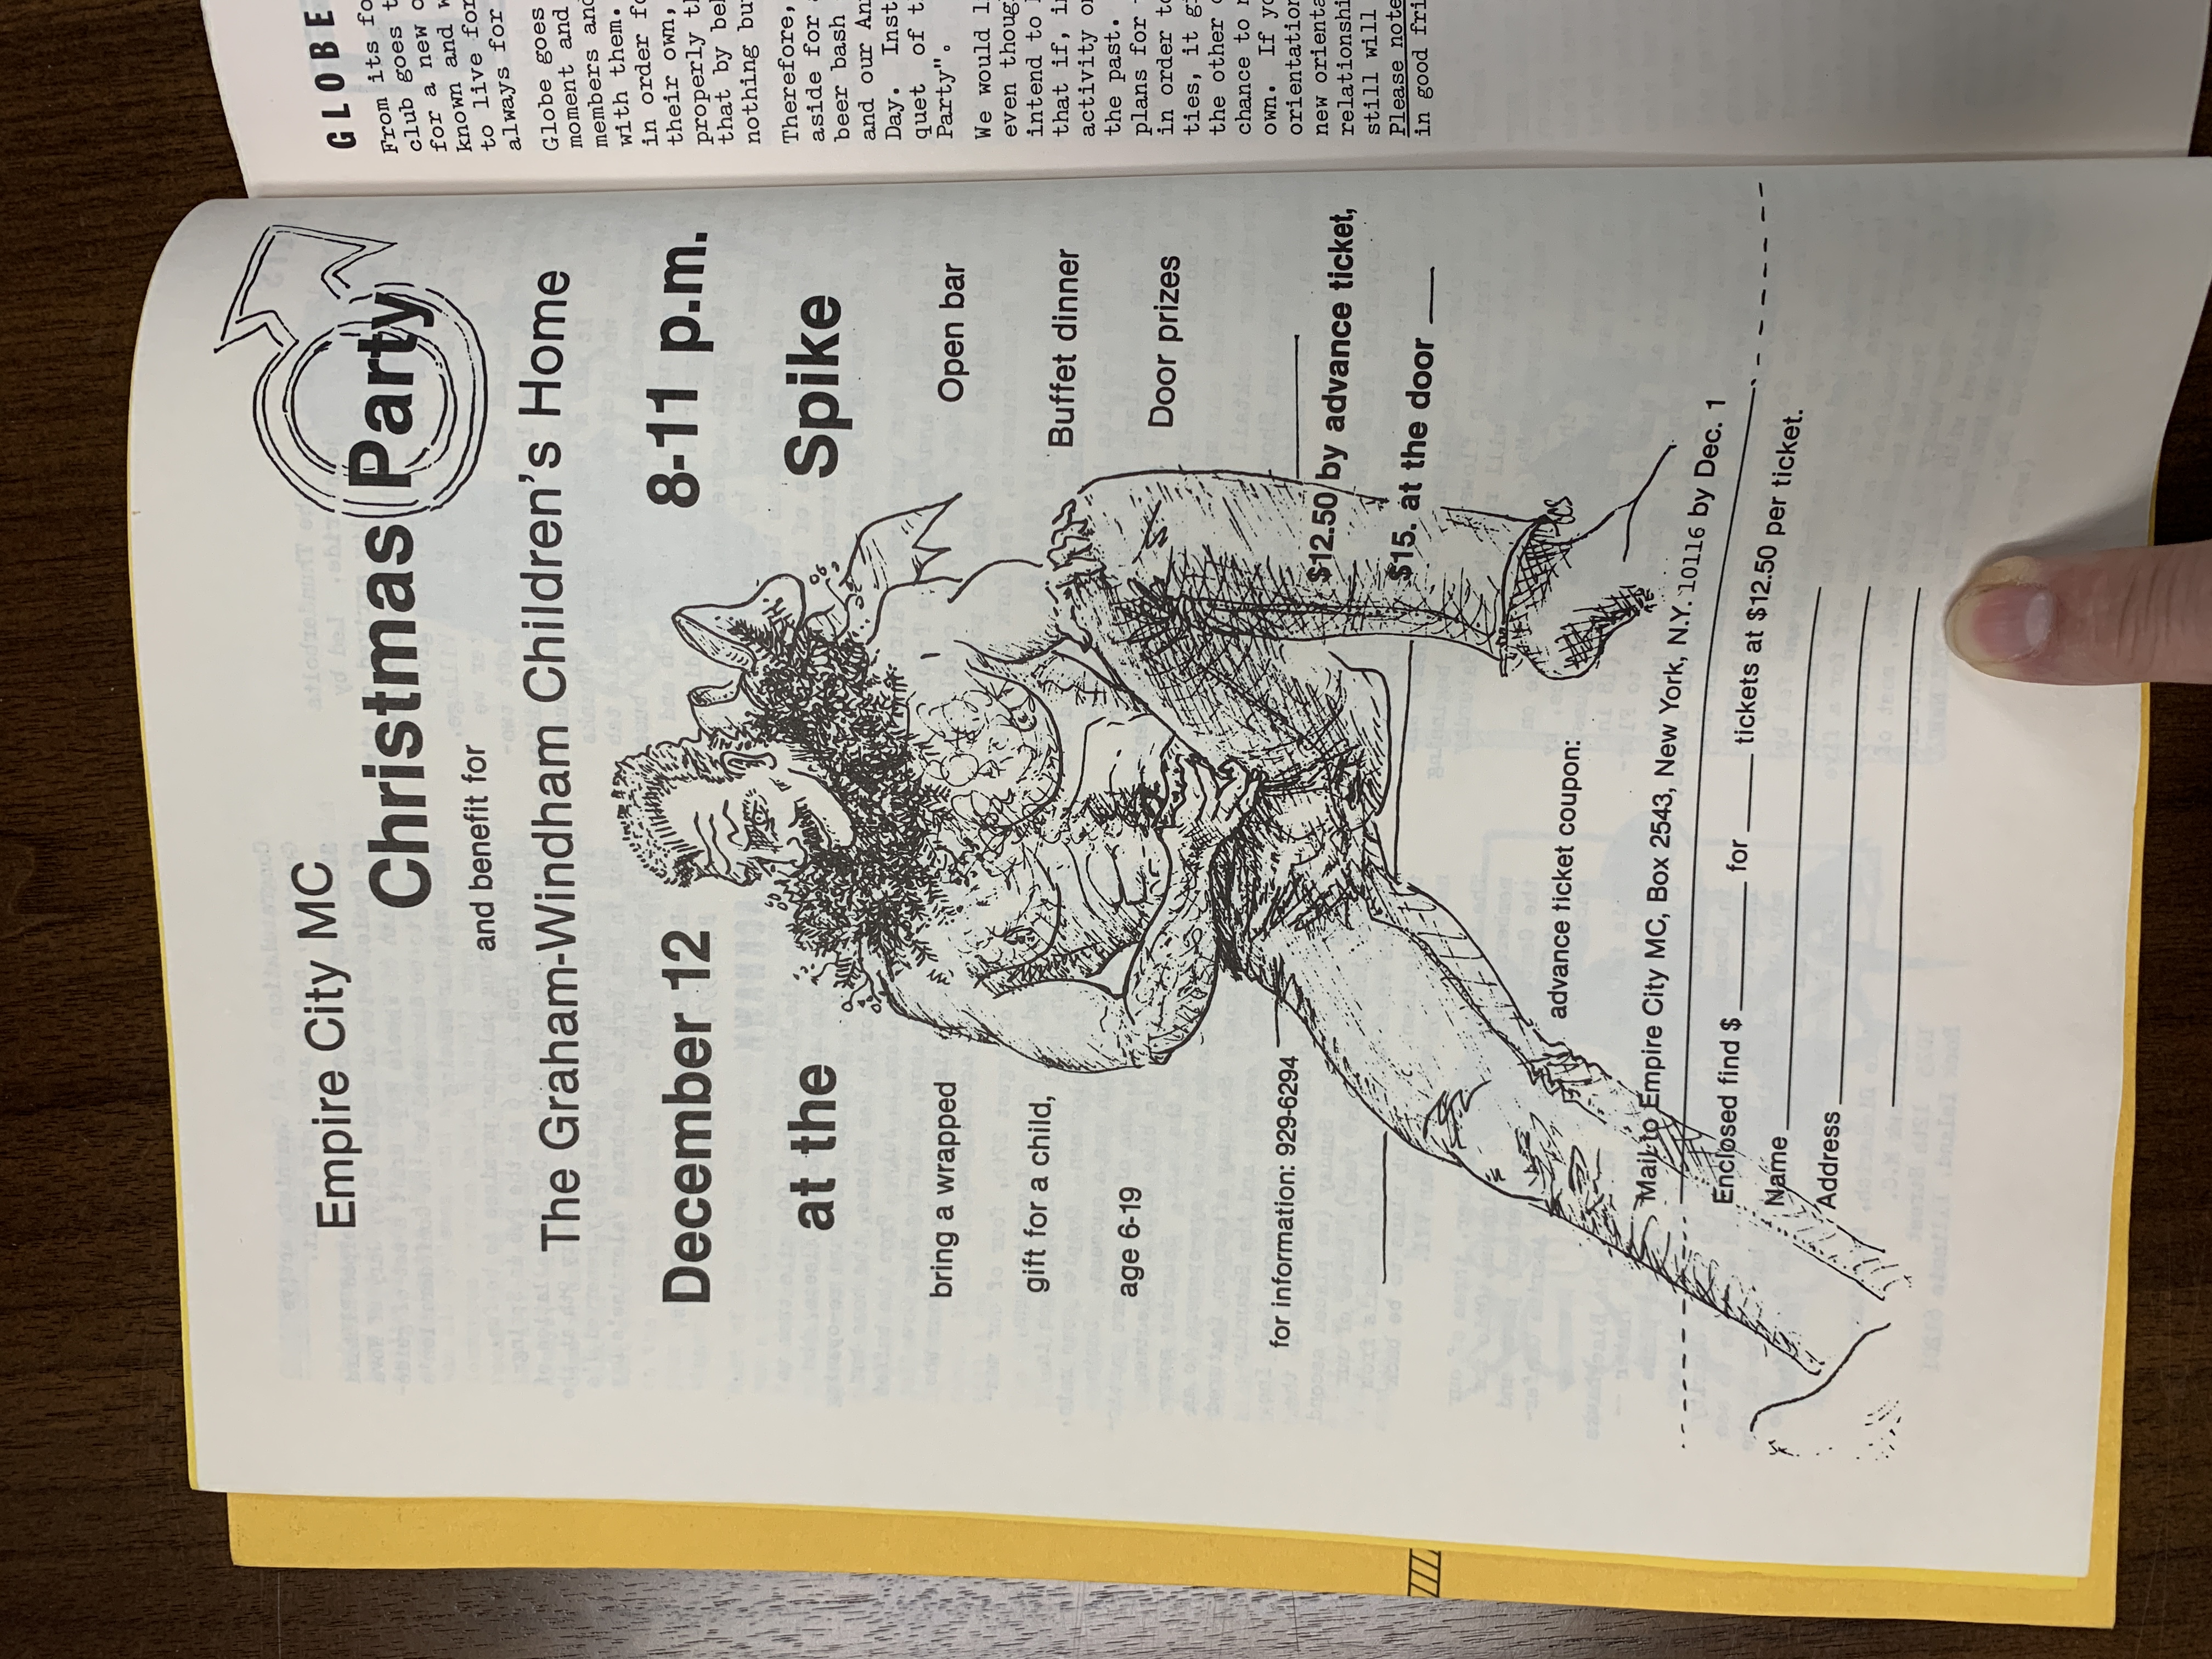 Empire City MC
Christmas Party
and benefit for
The Graham-Windham Children's Home
December 12 8-11 p.m.
at the Spike
bring a wrapped
gift for a child,
age 6-19
Open bar
Buffet dinner
Door prizes
for information: 929-6294
$12.50 by advance ticket,
$15. at the door
advance ticket coupon:
Mail to Empire City MC, Box 2543, New York, N.Y. 10116 by Dec. 1
Enclosed find $ for tickets at $12.50 per ticket.
Name
Address
GLOBE
From its fo
club goes t
for a new o
known and w
to live for
always for
Globe goes
moment and
members and
with them.
in order fo
their own,
properly th
that by bel
nothing but
Therefore,
aside for
beer bash
and our Ann
Day. Inst
quet of t
Party".
We would l
even thoug
intend to
that if, i
activity o
the past.
plans for
in order to
ties, it g
the other
chance to
own. If yo
orientation
new orienta
relationshi
still will
Please note
in good fri